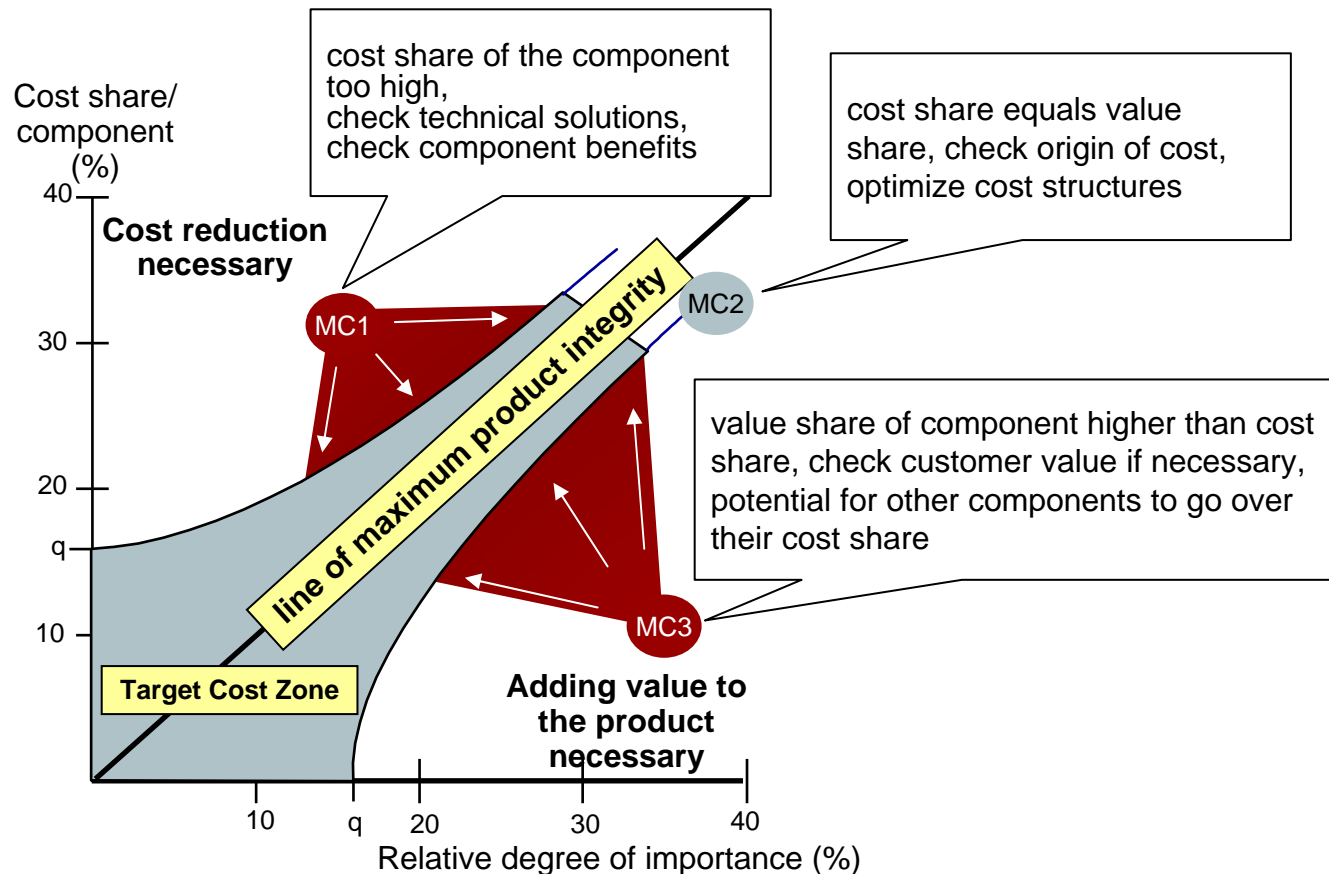 cost share of the component
too high,
check technical solutions,
check component benefits
cost share equals value
share, check origin of cost,
optimize cost structures
Cost share/
component
(%)
40
Cost reduction
necessary
MC1
MC2
30
line of maximum product integrity
value share of component higher than cost
share, check customer value if necessary,
potential for other components to go over
their cost share
20
q
10
MC3
Target Cost Zone
Adding value to
the product
necessary
10
q
20
30
40
Relative degree of importance (%)